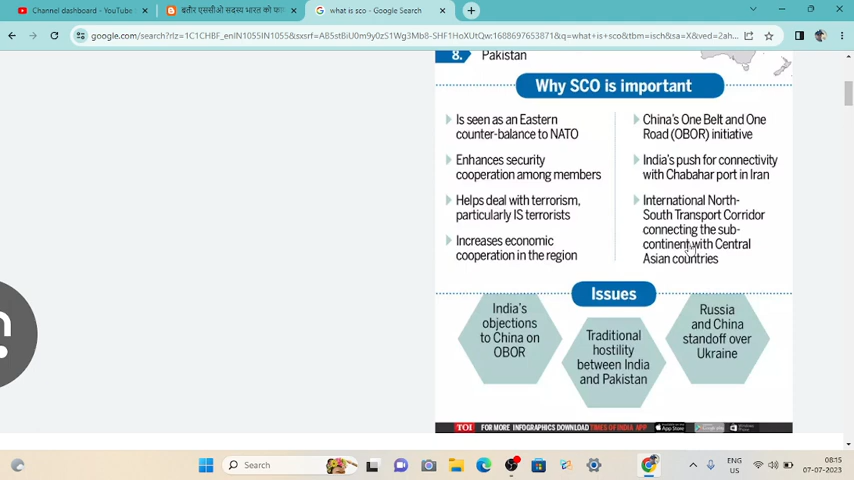 Channel dashboard - YouTube
बतौर एससीओ सदस्य भारत को फाय
what is sco - Google Search
google.com/search?rlz=1C1CHBF_enIN1055IN1055&sxsrf=AB5stBiU0m9y0zS1Wg3Mb8-SHF1HoXUtQw:1688697653871&q=what+is+sco&tbm=isch&sa=X&ved=2ah...
8. Pakistan
Why SCO is important
Is seen as an Eastern
counter-balance to NATO
Enhances security
cooperation among members
Helps deal with terrorism,
particularly IS terrorists
Increases economic
cooperation in the region
China's One Belt and One
Road (OBOR) initiative
India's push for connectivity
with Chabahar port in Iran
International North-
South Transport Corridor
connecting the sub-
continent with Central
Asian countries
Issues
India's
objections
to China on
OBOR
Traditional
hostility
between India
and Pakistan
Russia
and China
standoff over
Ukraine
TOI FOR MORE INFOGRAPHICS DOWNLOAD TIMES OF INDIA APP
App Store
Search
ENG
US
08:15
07-07-2023